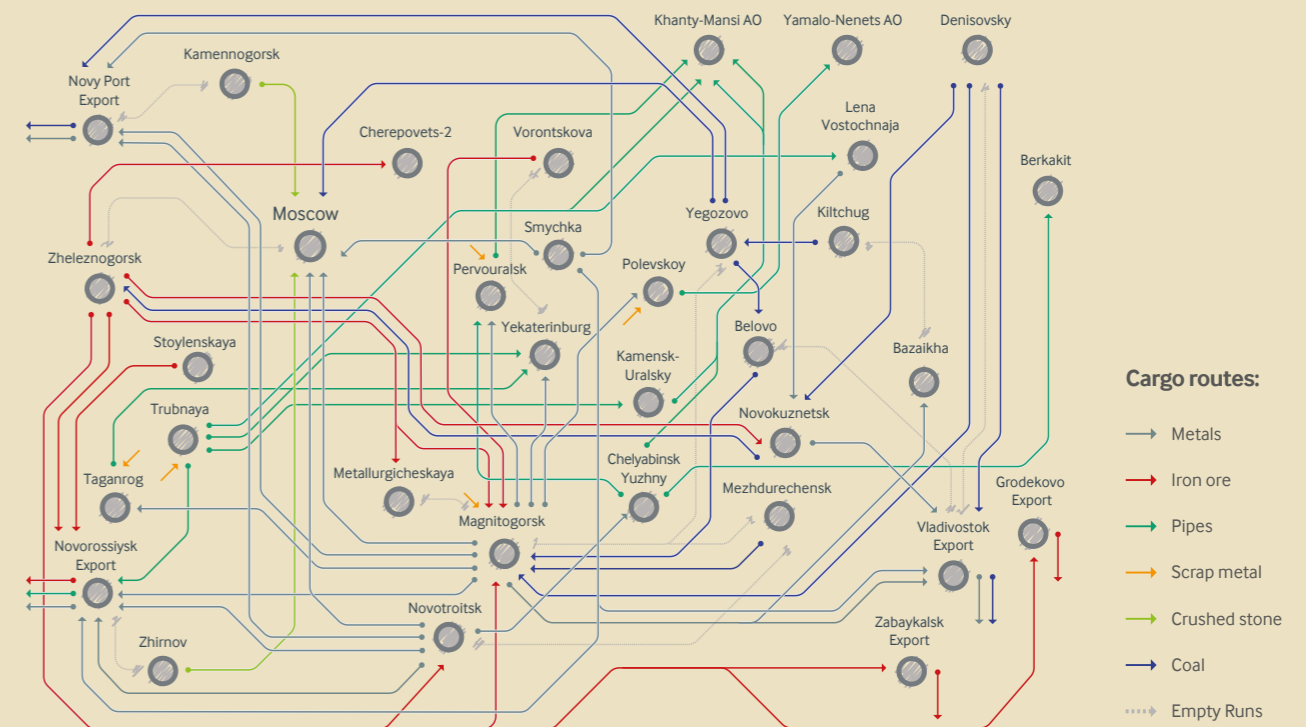 Khanty-Mansi AO
Yamalo-Nenets AO
Denisovsky
Kamennogorsk
Novy Port
Export
Cherepovets-2
Vorontskova
Lena
Vostochnaja
Berkakit
Moscow
Smychka
Yegozovo
Kiltchug
Zheleznogorsk
Pervouralsk
Polevskoy
Stoylenskaya
Yekaterinburg
Belovo
Bazaikha
Kamensk-
Uralsky
Cargo routes:
Trubnaya
Novokuznetsk
Metals
Taganrog
Metallurgicheskaya
Chelyabinsk
Yuzhny
Mezhdurechensk
Grodekovo
Export
Iron ore
Magnitogorsk
Vladivostok
Export
Pipes
Novorossiysk
Export
Scrap metal
Novotroitsk
Zabaykalsk
Export
Crushed stone
Zhirnov
Coal
Empty Runs